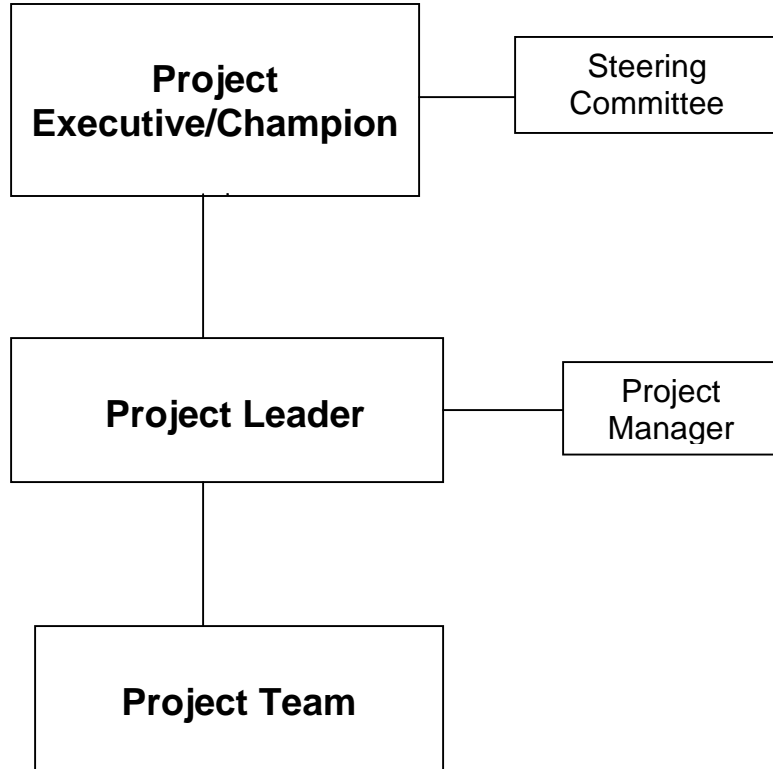 Project
Executive/Champion
Steering
Committee
Project Leader
Project
Manager
Project Team